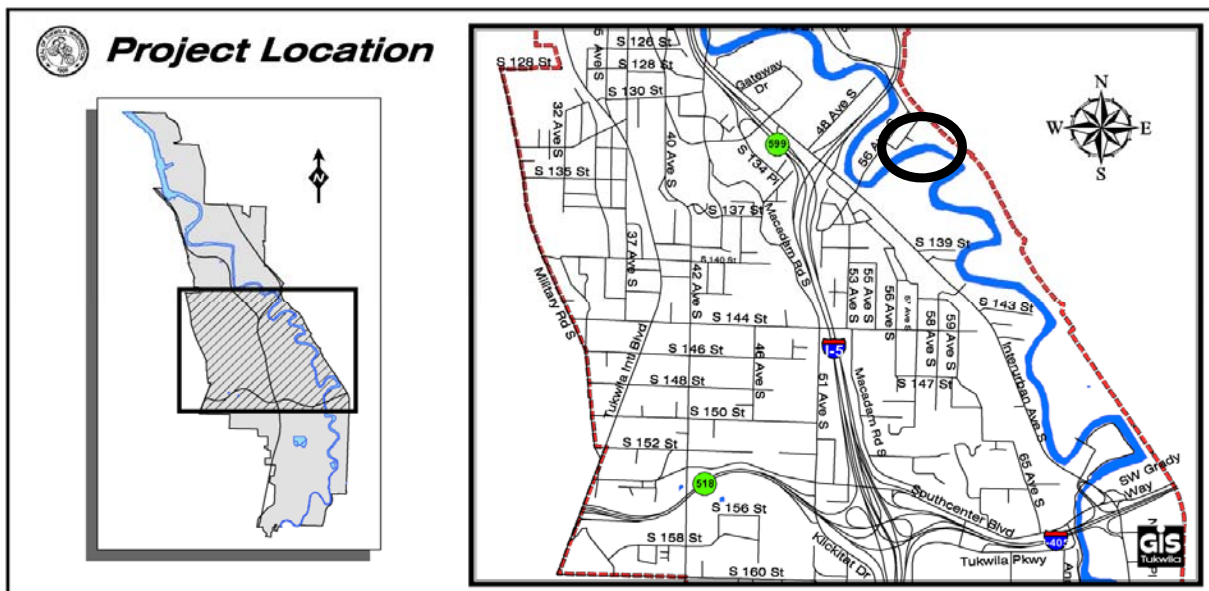 Project Location
N
S 126 St
S 128 St
S 128 St
S 130 St
5 Ave S
32 Ave S
40 Ave S
Gateway Dr
48 Ave S
N
W E
S
599
S 134 Pl
S 135 St
S 137 St
Macadam Rd S
37 Ave S
S 139 St
S 140 St
42 Ave S
Military Rd S
53 Ave S
55 Ave S
56 Ave S
57 Ave S
58 Ave S
59 Ave S
S 143 St
S 144 St
I-5
S 146 St
46 Ave S
S 147 St
S 148 St
Tukwila Intl Blvd
51 Ave S
Macadam Rd S
Interurban Ave S
S 150 St
S 152 St
65 Ave S
SW Grady Way
518
S 156 St
Southcenter Blvd
S 158 St
Klickitat Dr
Tukwila Pkwy
S 160 St
GIS
Tukwila